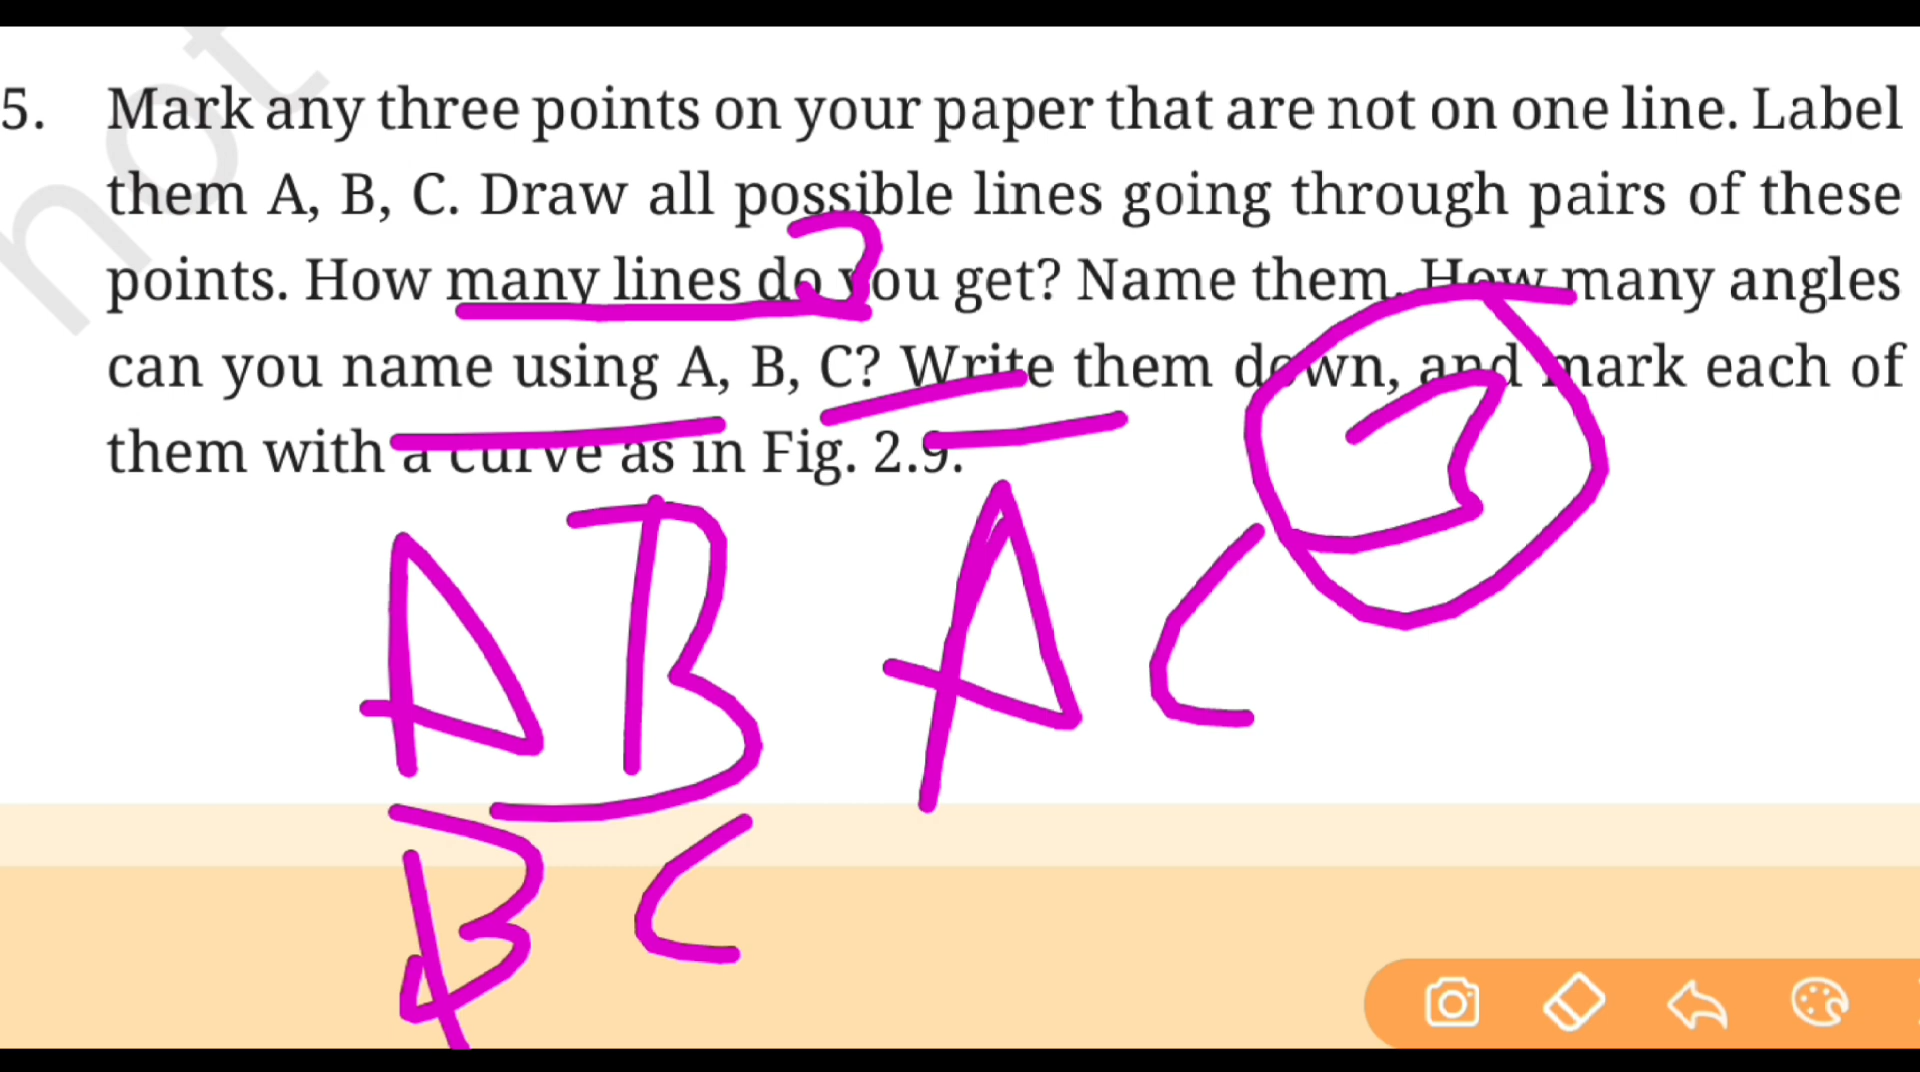 not
5. Mark any three points on your paper that are not on one line. Label
them A, B, C. Draw all possible lines going through pairs of these
points. How many lines do you get? Name them. How many angles
can you name using A, B, C? Write them down, and mark each of
them with a curve as in Fig. 2.9.
3
3
AB AC
BC